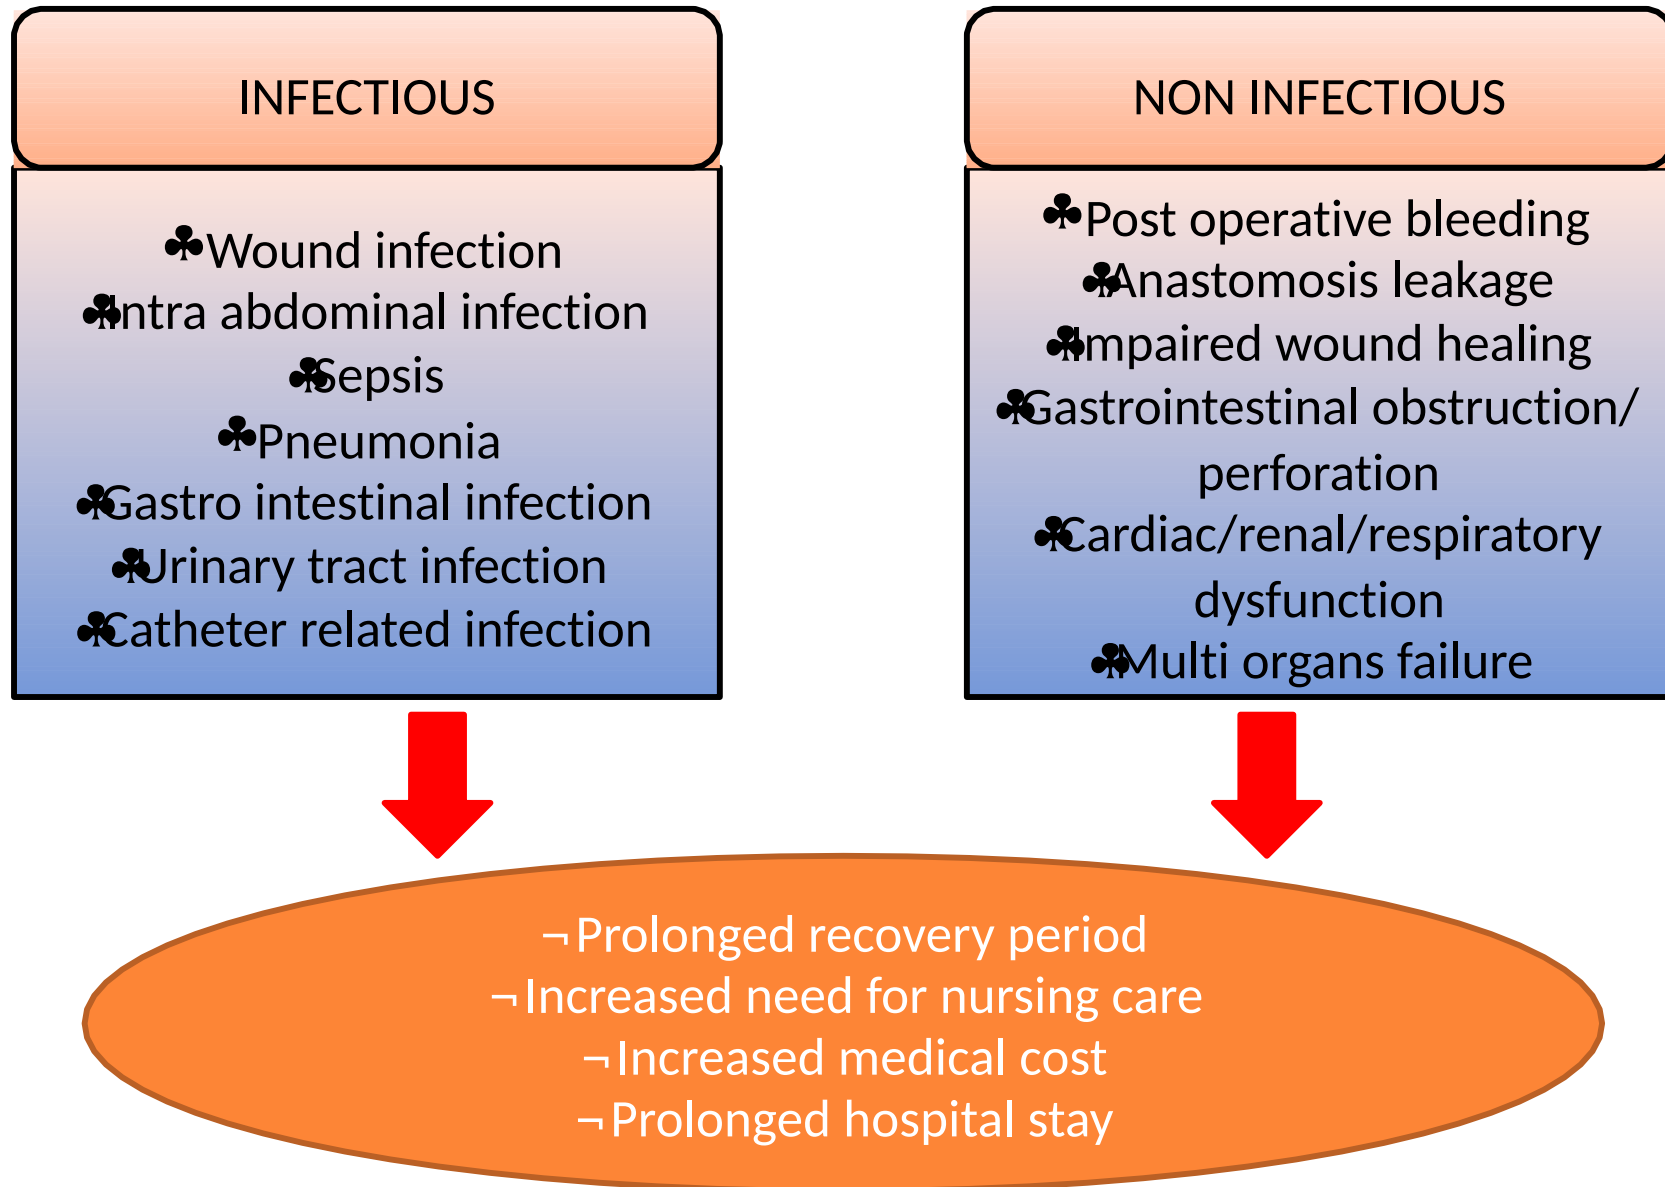 INFECTIOUS
♣Wound infection
♣Intra abdominal infection
♣Sepsis
♣Pneumonia
♣Gastro intestinal infection
♣Urinary tract infection
♣Catheter related infection
NON INFECTIOUS
♣Post operative bleeding
♣Anastomosis leakage
♣Impaired wound healing
♣Gastrointestinal obstruction/
perforation
♣Cardiac/renal/respiratory
dysfunction
♣Multi organs failure
¬Prolonged recovery period
¬Increased need for nursing care
¬Increased medical cost
¬Prolonged hospital stay